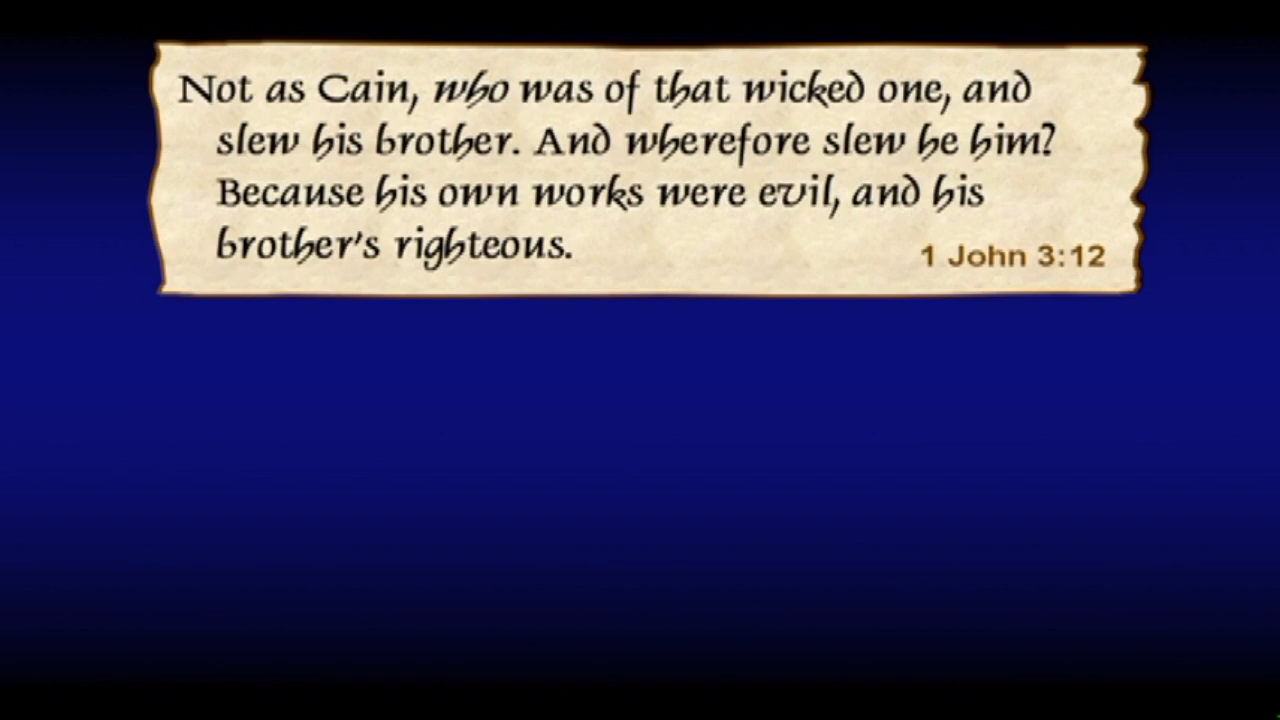 Not as Cain, who was of that wicked one, and
slew his brother. And wherefore slew he him?
Because his own works were evil, and his
brother's righteous.
1 John 3:12